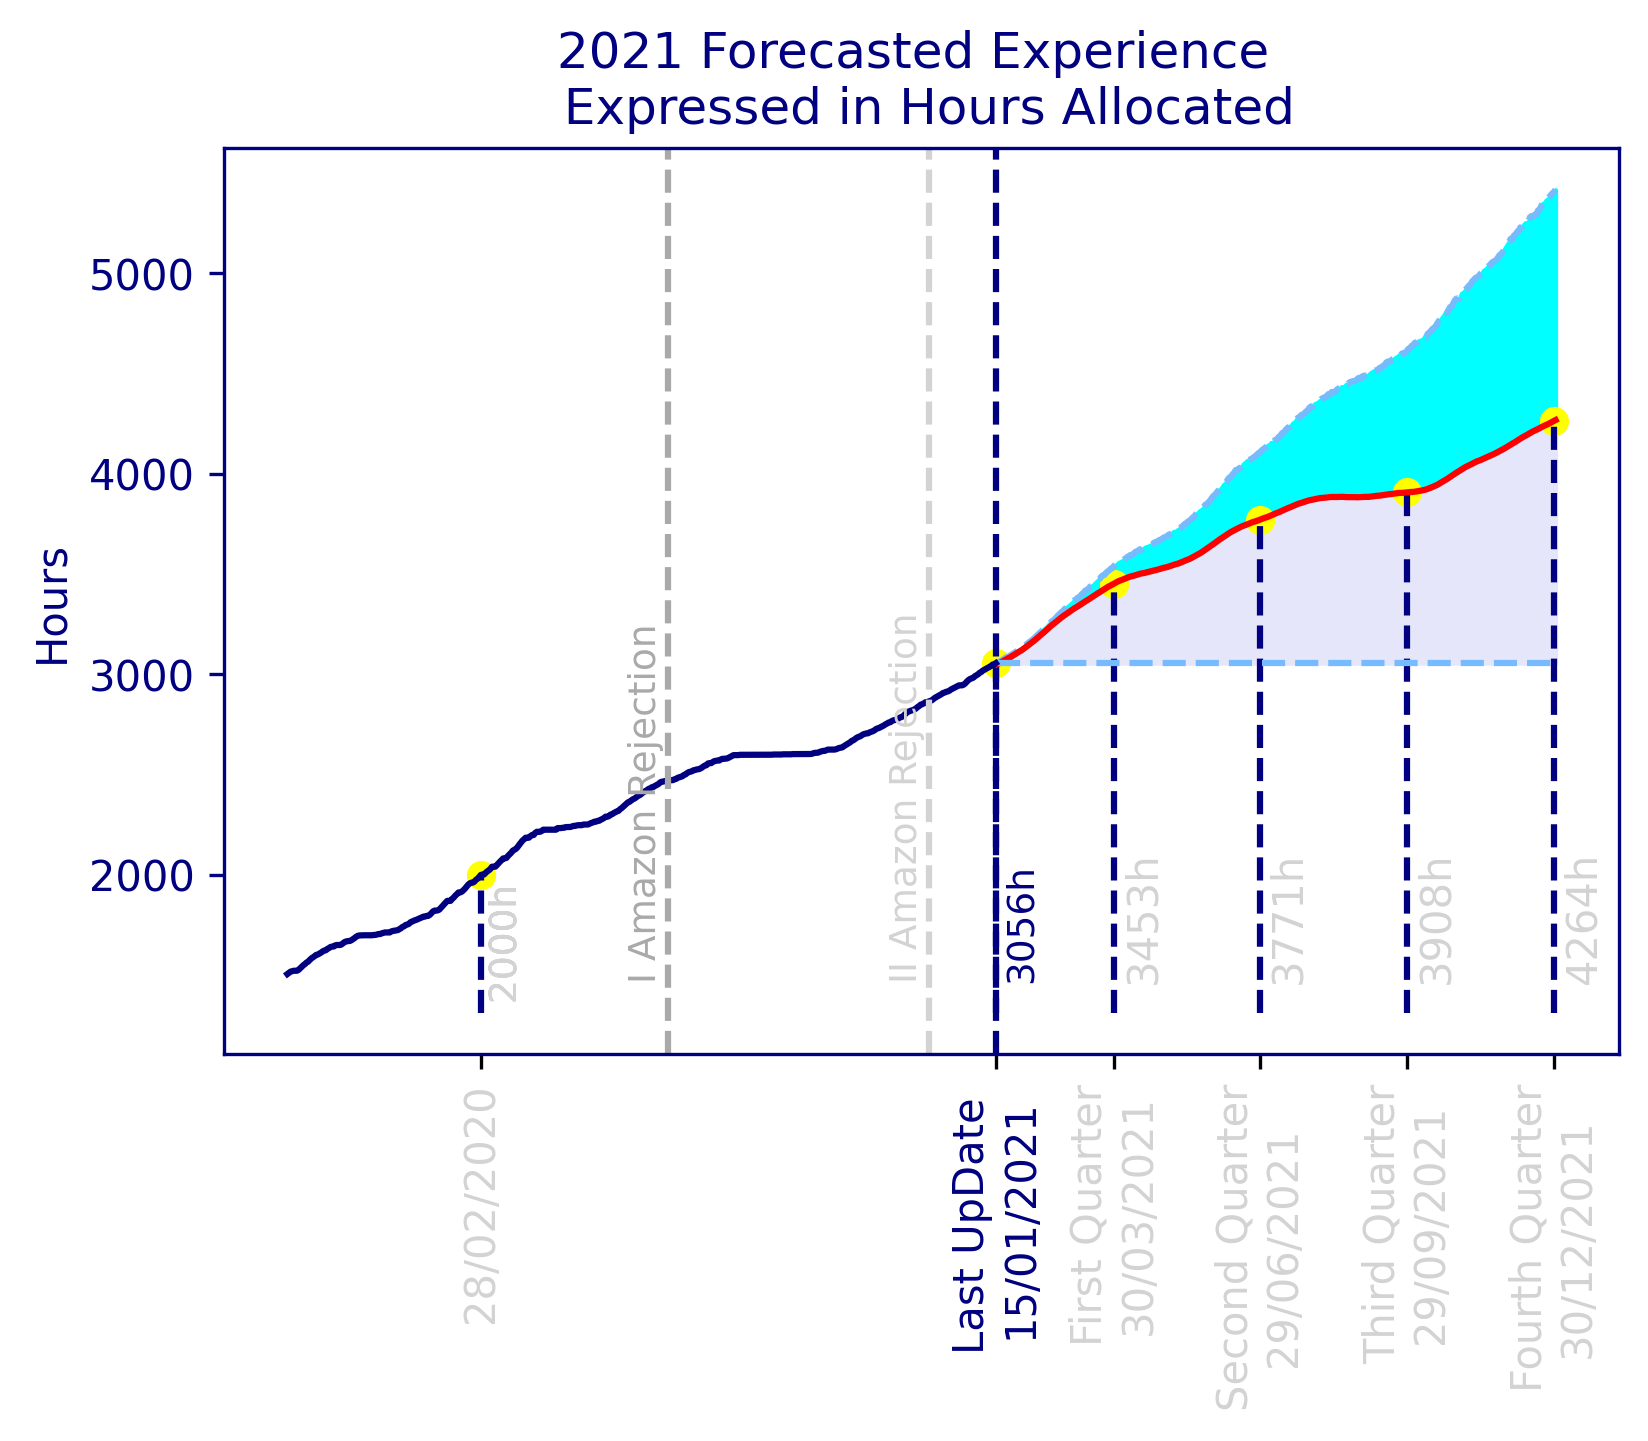 2021 Forecasted Experience
Expressed in Hours Allocated
Hours
5000
4000
3000
2000
2000h
I Amazon Rejection
II Amazon Rejection
3056h
3453h
3771h
3908h
4264h
28/02/2020
Last UpDate
15/01/2021
First Quarter
30/03/2021
Second Quarter
29/06/2021
Third Quarter
29/09/2021
Fourth Quarter
30/12/2021